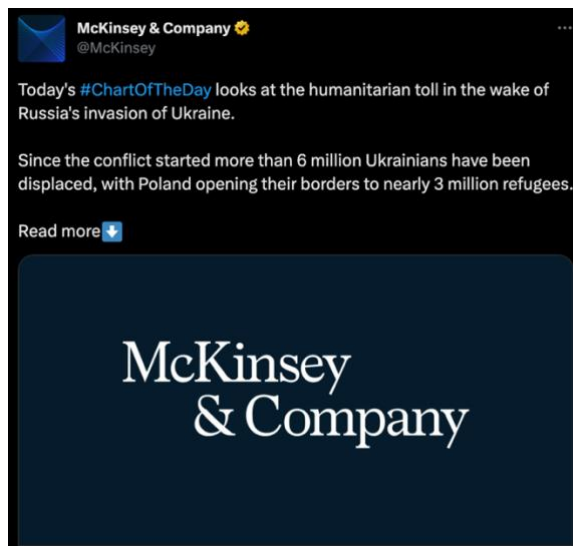 McKinsey & Company
@McKinsey
Today's #ChartOfTheDay looks at the humanitarian toll in the wake of
Russia's invasion of Ukraine.
Since the conflict started more than 6 million Ukrainians have been
displaced, with Poland opening their borders to nearly 3 million refugees.
Read more⬇️
McKinsey
& Company